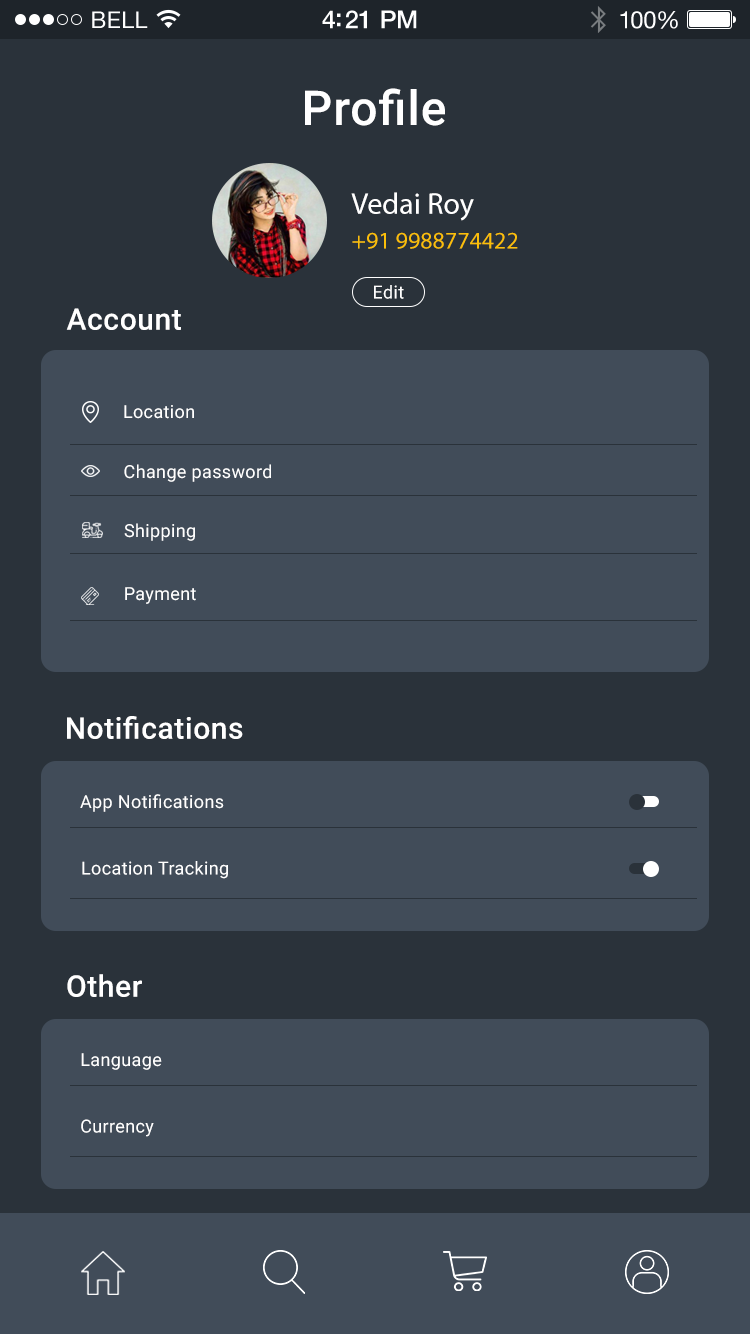 BELL 4:21 PM 100%
Profile
Vedai Roy
+91 9988774422
Edit
Account
Location
Change password
Shipping
Payment
Notifications
App Notifications
Location Tracking
Other
Language
Currency